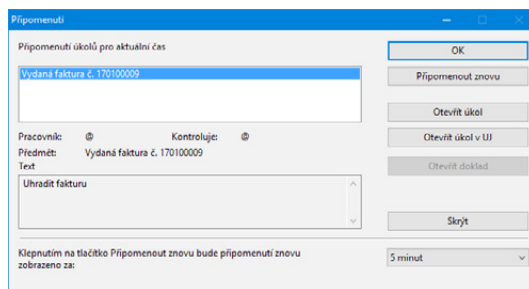 Připomenutí
Připomenutí úkolů pro aktuální čas
OK
Vydaná faktura č. 170100009
Připomenout znovu
Otevřít úkol
Pracovník: @ Kontroluje: @
Otevřít úkol v UJ
Předmět: Vydaná faktura č. 170100009
Text
Otevřít doklad
Uhradit fakturu
Skrýt
Klepnutím na tlačítko Připomenout znovu bude připomenutí znovu
zobrazeno za:
5 minut